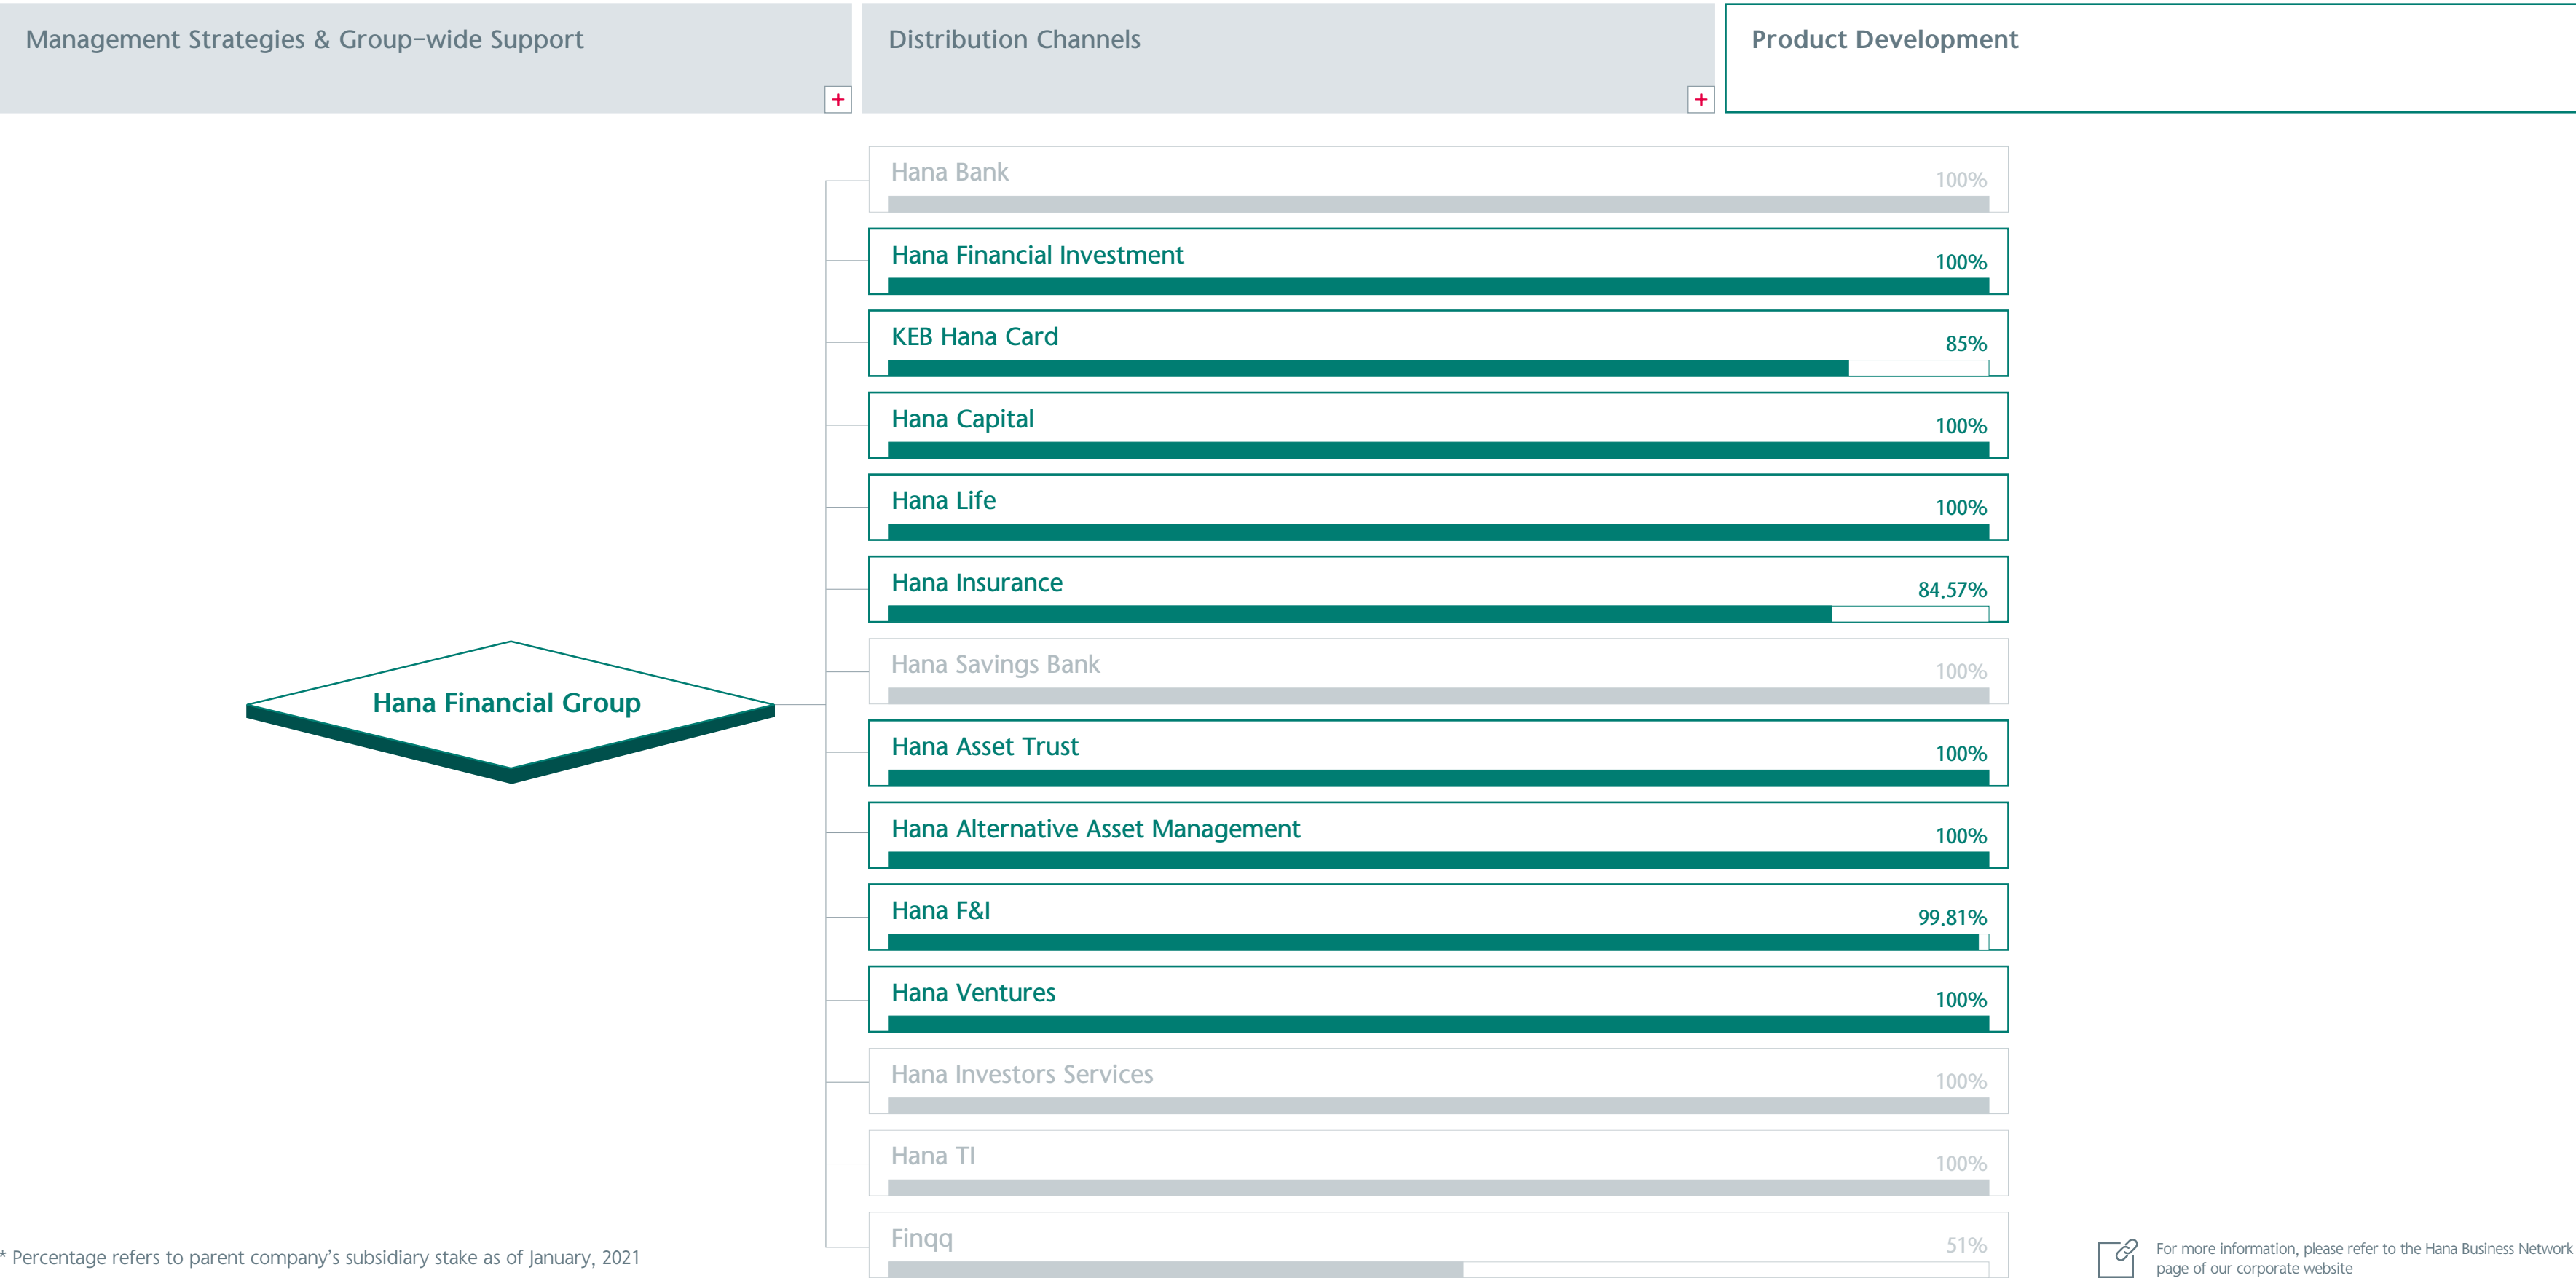 Management Strategies & Group-wide Support
+
Distribution Channels
+
Product Development
Hana Bank
100%
Hana Financial Investment
100%
KEB Hana Card
85%
Hana Capital
100%
Hana Life
100%
Hana Insurance
84.57%
Hana Savings Bank
100%
Hana Financial Group
Hana Asset Trust
100%
Hana Alternative Asset Management
100%
Hana F&I
99.81%
Hana Ventures
100%
Hana Investors Services
100%
Hana TI
100%
Finqq
51%
* Percentage refers to parent company's subsidiary stake as of January, 2021
For more information, please refer to the Hana Business Network
page of our corporate website